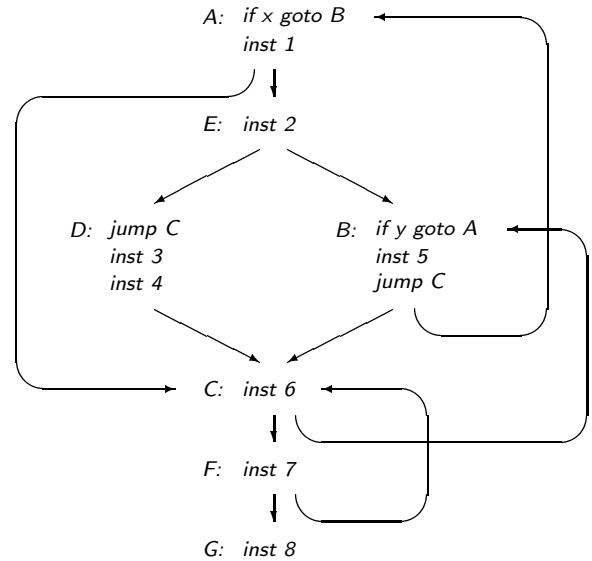 A: if x goto B
inst 1
E: inst 2
D: jump C
inst 3
inst 4
B: if y goto A
inst 5
jump C
C: inst 6
F: inst 7
G: inst 8